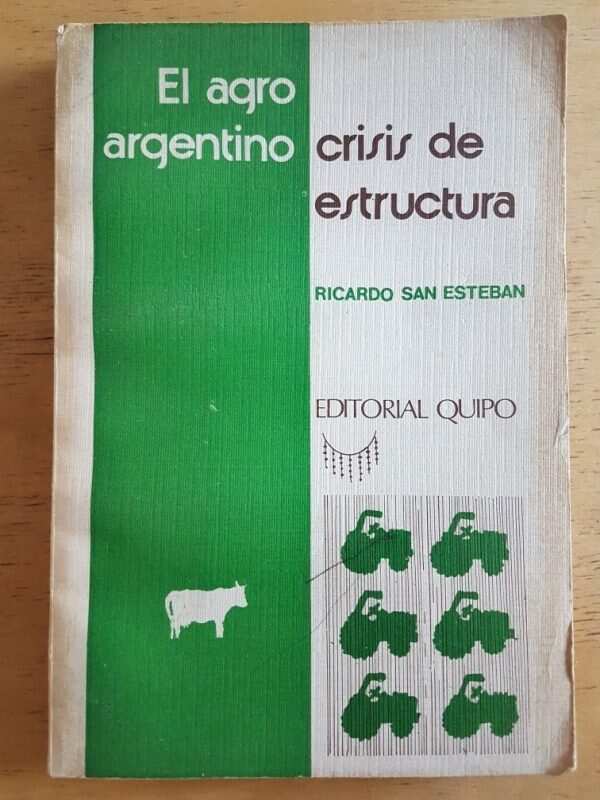 El agro
argentino crisis de
estructura
RICARDO SAN ESTEBAN
EDITORIAL QUIPO